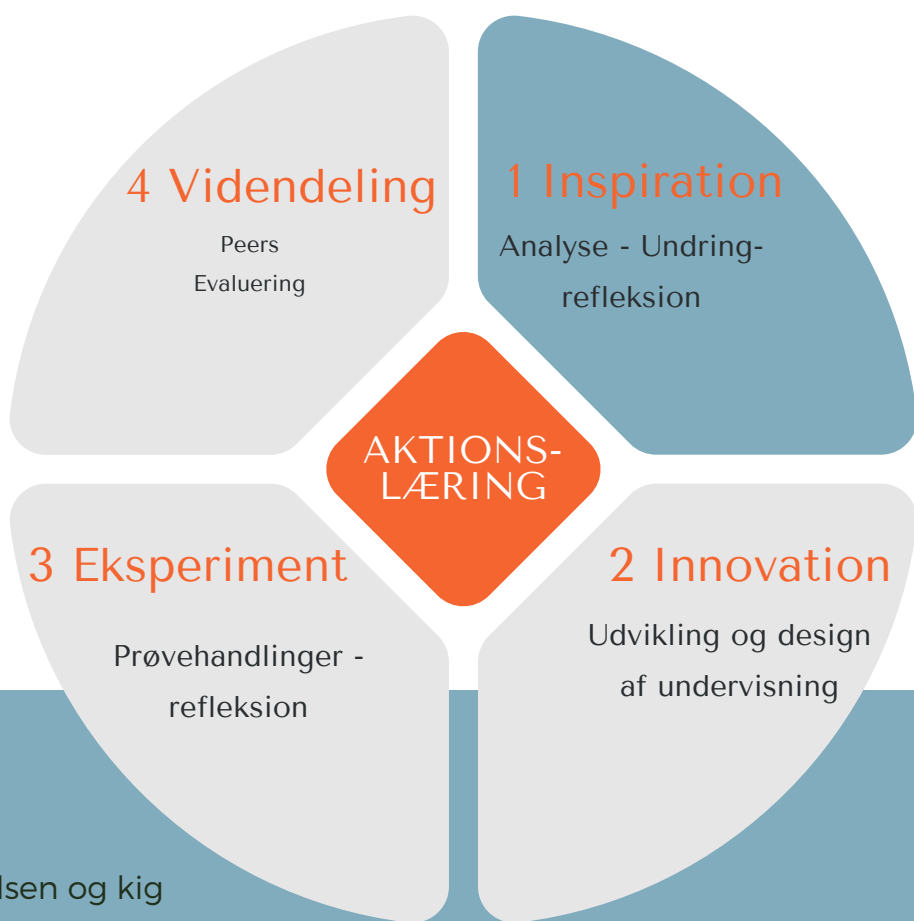 4 Videndeling
Peers
Evaluering
1 Inspiration
Analyse - Undring-
refleksion
AKTIONS-
LÆRING
3 Eksperiment
Prøvehandlinger -
refleksion
2 Innovation
Udvikling og design
af undervisning
lsen og kig